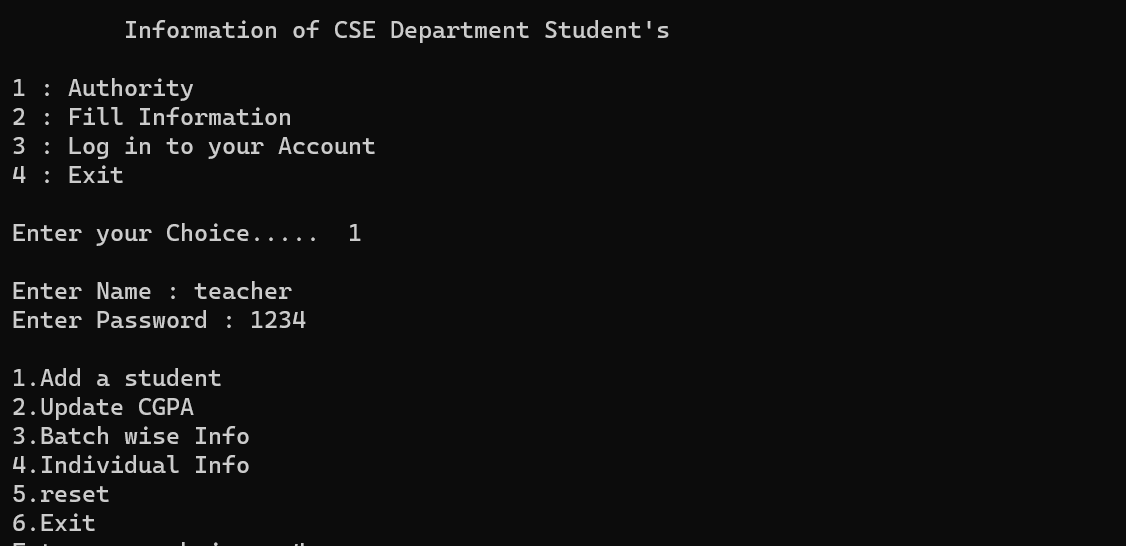 Information of CSE Department Student's
1 : Authority
2 : Fill Information
3 : Log in to your Account
4 : Exit
Enter your Choice..... 1
Enter Name : teacher
Enter Password : 1234
1.Add a student
2.Update CGPA
3.Batch wise Info
4.Individual Info
5.reset
6.Exit